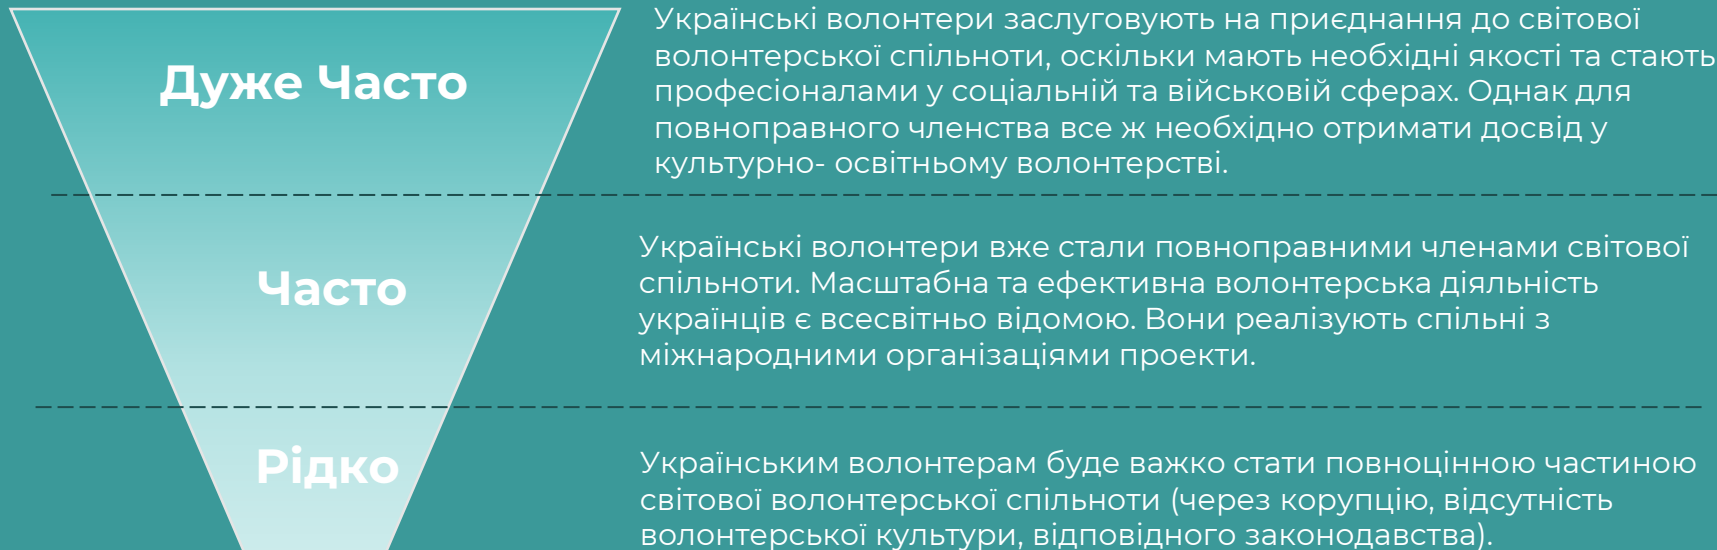 Дуже Часто
Українські волонтери заслуговують на приєднання до світової
волонтерської спільноти, оскільки мають необхідні якості та стають
професіоналами у соціальній та військовій сферах. Однак для
повноправного членства все ж необхідно отримати досвід у
культурно- освітньому волонтерстві.
Часто
Українські волонтери вже стали повноправними членами світової
спільноти. Масштабна та ефективна волонтерська діяльність
українців є всесвітньо відомою. Вони реалізують спільні з
міжнародними організаціями проекти.
Рідко
Українським волонтерам буде важко стати повноцінною частиною
світової волонтерської спільноти (через корупцію, відсутність
волонтерської культури, відповідного законодавства).